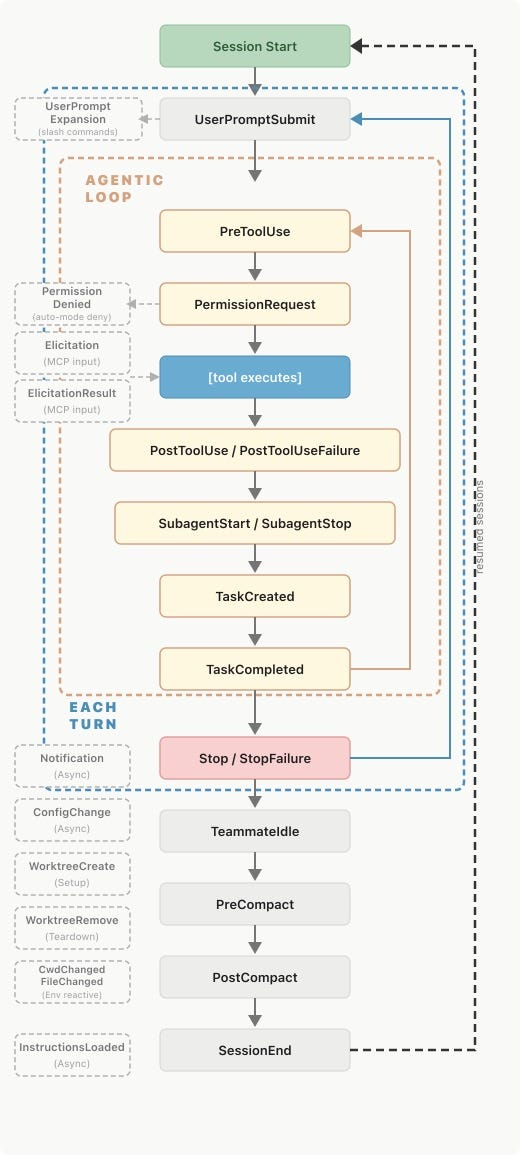 Session Start
UserPrompt
Expansion
(slash commands)
UserPromptSubmit
AGENTIC
LOOP
PreToolUse
Permission
Denied
(auto-mode deny)
PermissionRequest
Elicitation
(MCP input)
[tool executes]
ElicitationResult
(MCP input)
PostToolUse / PostToolUseFailure
SubagentStart / SubagentStop
resumed sessions
TaskCreated
TaskCompleted
EACH
TURN
Notification
(Async)
Stop / StopFailure
ConfigChange
(Async)
TeammateIdle
WorktreeCreate
(Setup)
PreCompact
WorktreeRemove
(Teardown)
CwdChanged
FileChanged
(Env reactive)
PostCompact
InstructionsLoaded
(Async)
SessionEnd